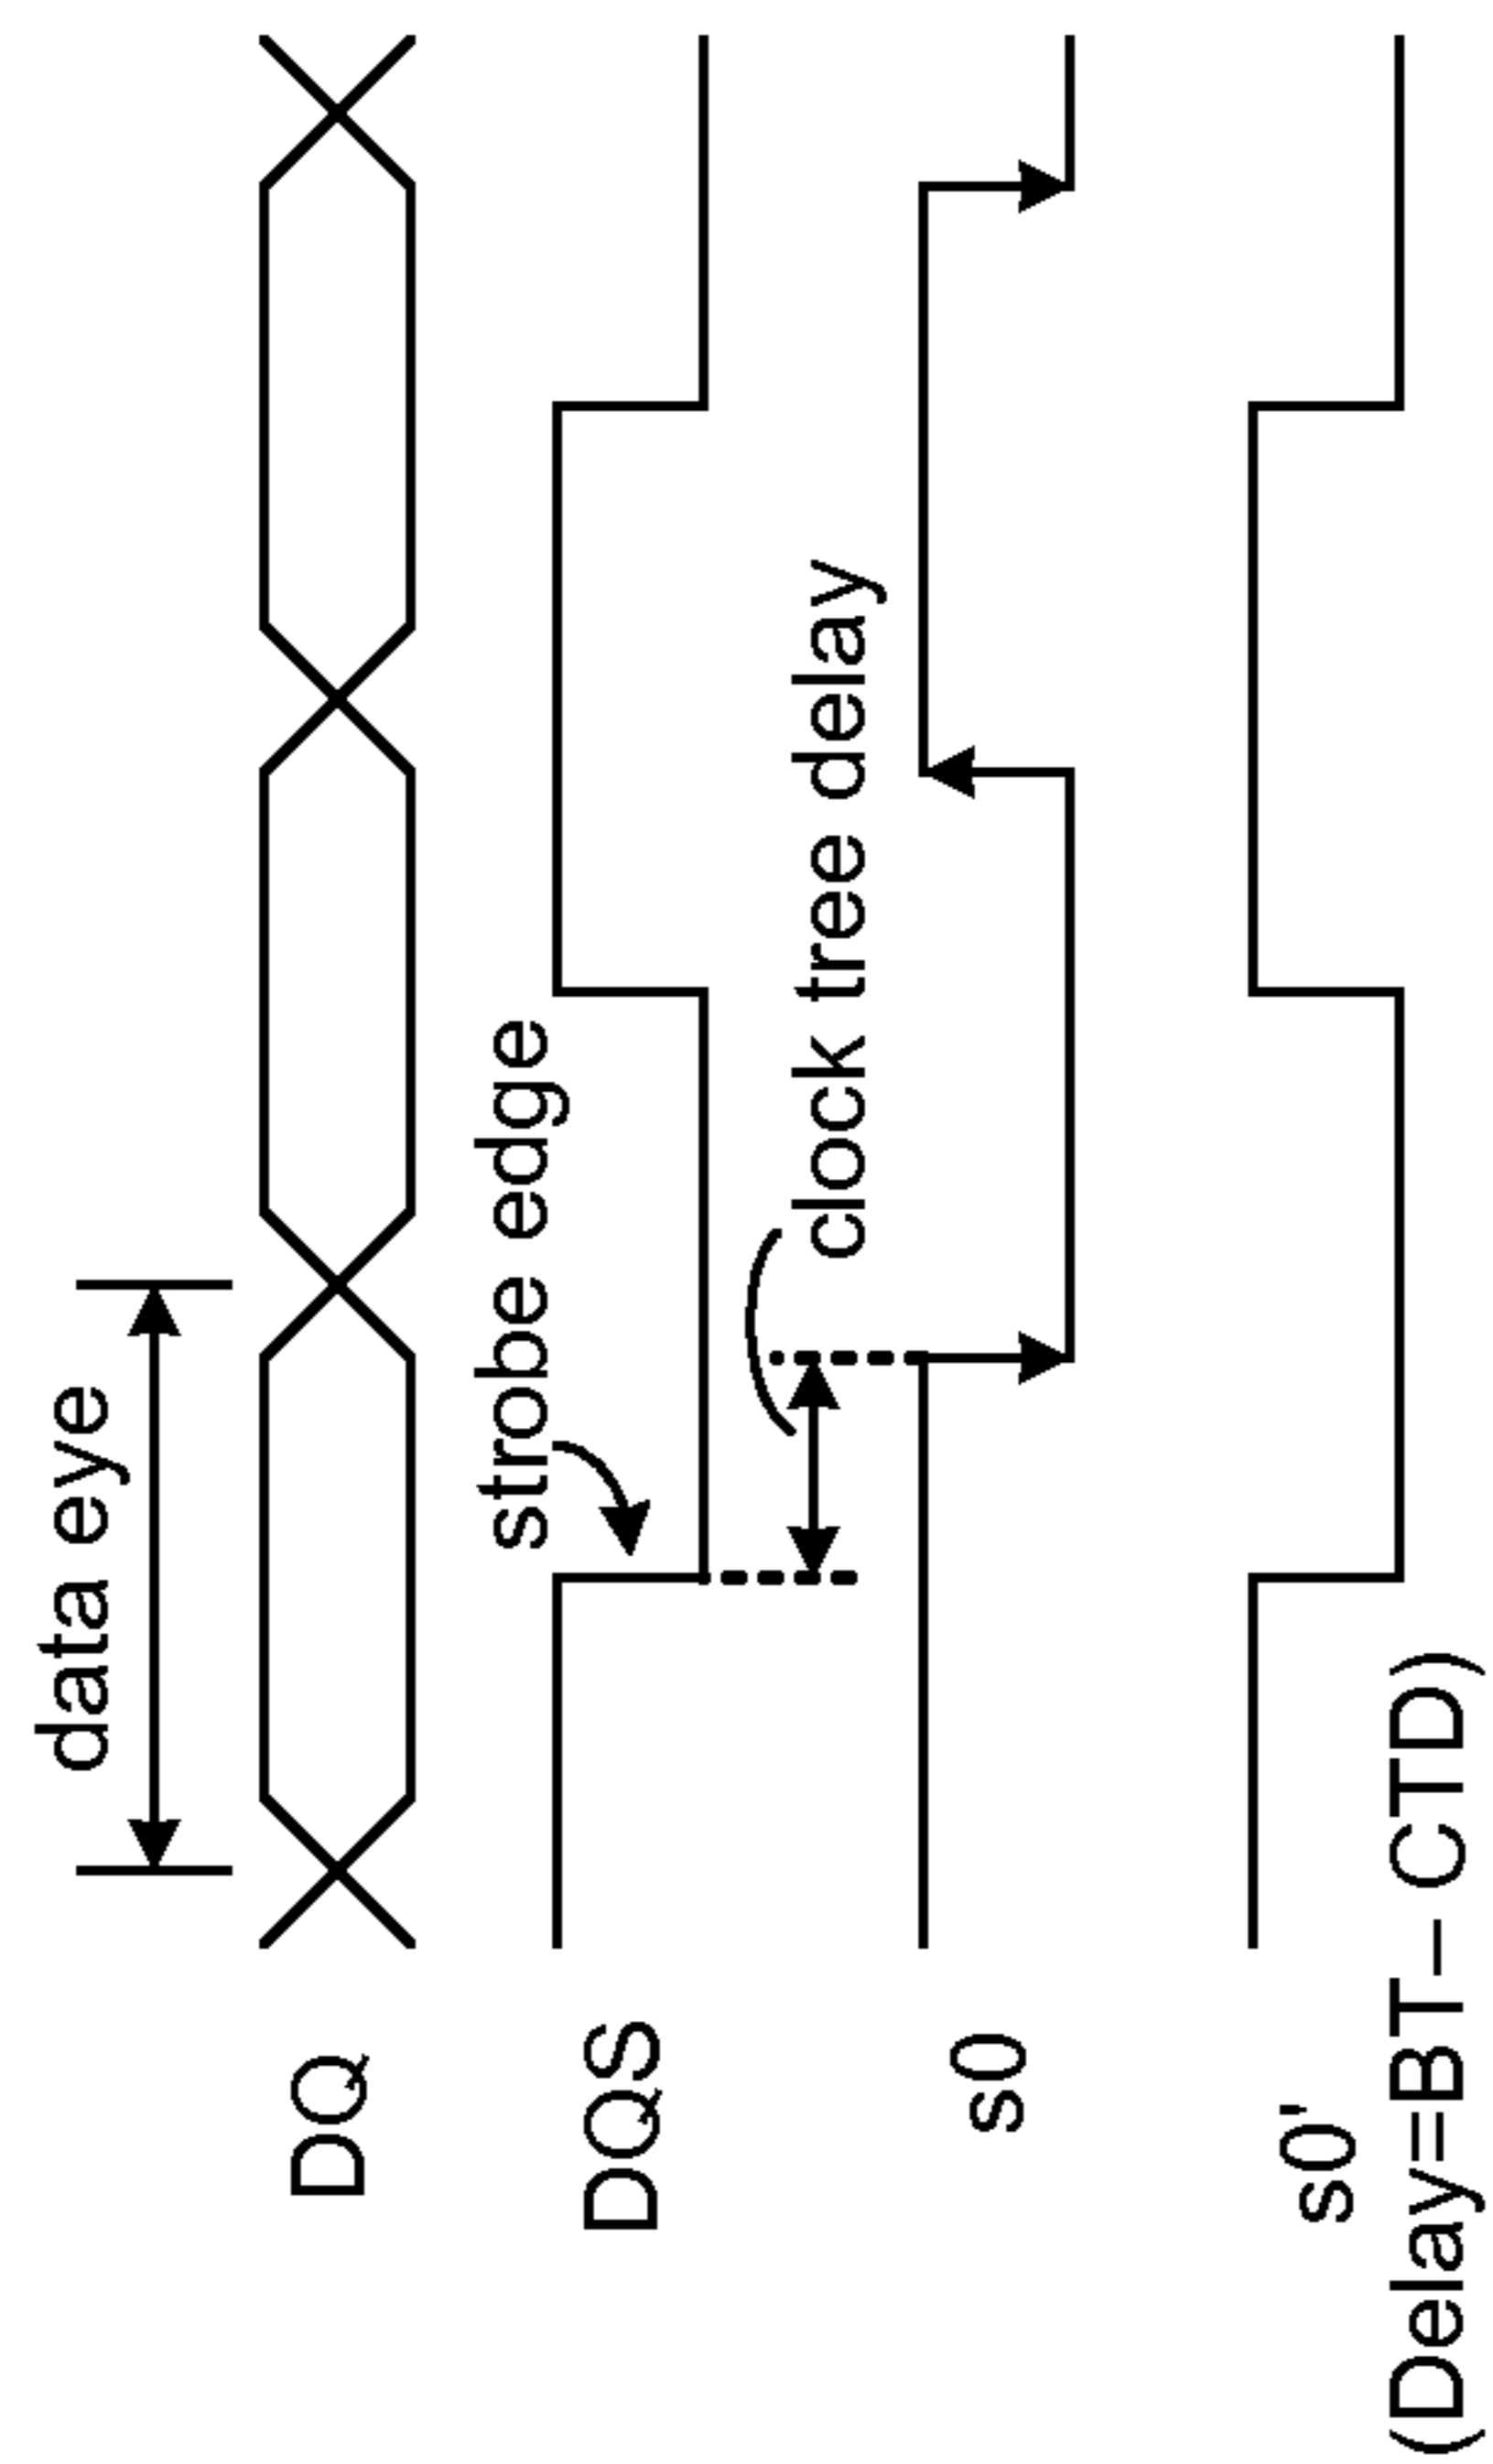 data eye
DQ
strobe edge
DQS
clock tree delay
s0
s0'
(Delay=BT– CTD)